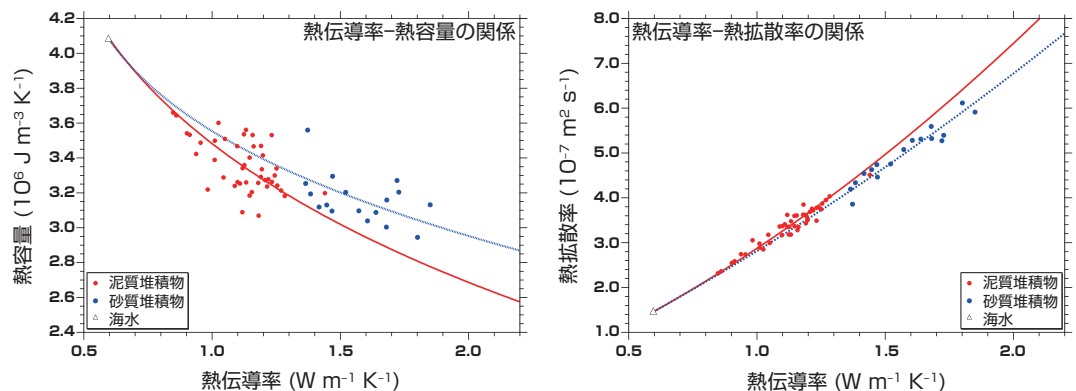 熱伝導率−熱容量の関係
熱容量 (10⁶ J m⁻³ K⁻¹)
4.2
4.0
3.8
3.6
3.4
3.2
3.0
2.8
2.6
2.4
泥質堆積物
砂質堆積物
海水
0.5
1.0
1.5
2.0
熱伝導率 (W m⁻¹ K⁻¹)
熱伝導率−熱拡散率の関係
熱拡散率 (10⁻⁷ m² s⁻¹)
8.0
7.0
6.0
5.0
4.0
3.0
2.0
1.0
泥質堆積物
砂質堆積物
海水
0.5
1.0
1.5
2.0
熱伝導率 (W m⁻¹ K⁻¹)